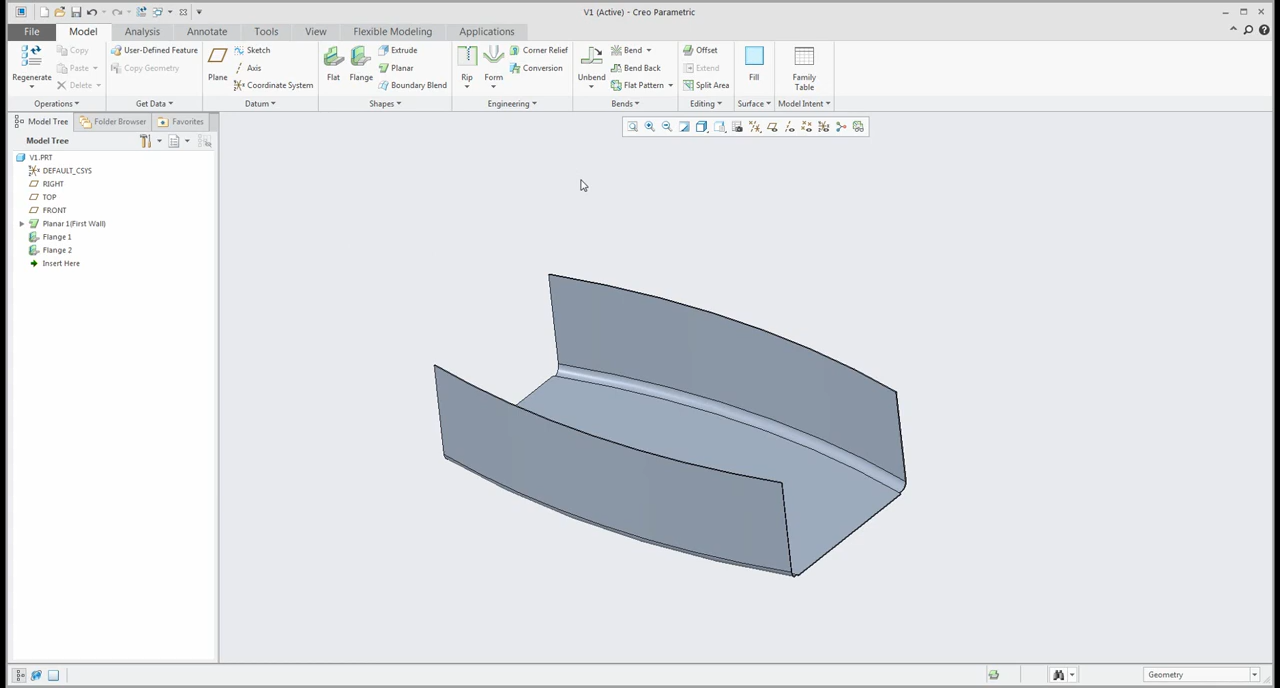 V1 (Active) - Creo Parametric
File Model Analysis Annotate Tools View Flexible Modeling Applications
Regenerate
Copy
Paste
Delete
Operations
User-Defined Feature
Copy Geometry
Get Data
Plane
Sketch
Axis
Coordinate System
Datum
Flat
Flange
Extrude
Planar
Boundary Blend
Shapes
Rip
Form
Corner Relief
Conversion
Engineering
Unbend
Bend
Bend Back
Flat Pattern
Bends
Offset
Extend
Split Area
Editing
Fill
Surface
Family
Table
Model Intent
Model Tree Folder Browser Favorites
Model Tree
V1.PRT
DEFAULT_CSYS
RIGHT
TOP
FRONT
Planar 1(First Wall)
Flange 1
Flange 2
Insert Here
Geometry